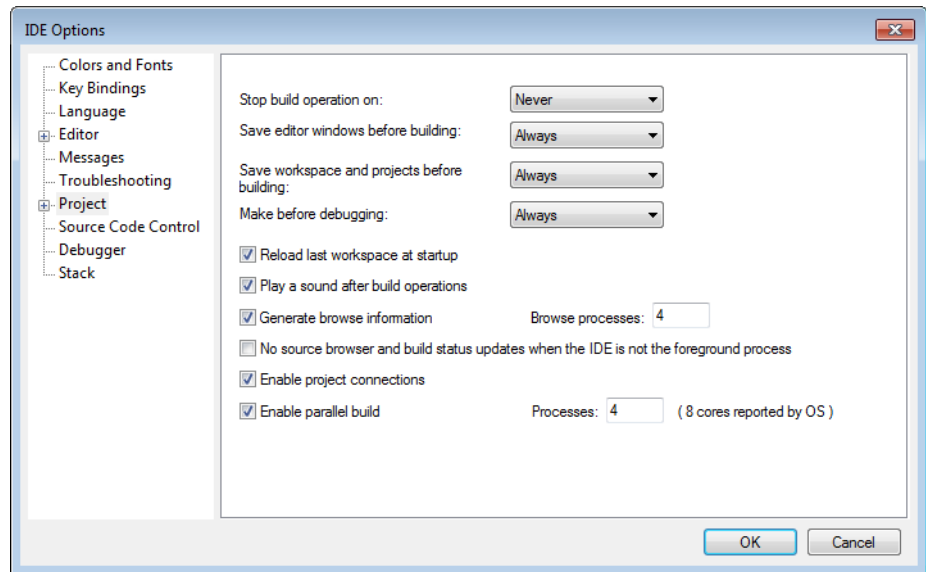 IDE Options
Colors and Fonts
Key Bindings
Language
Editor
Messages
Troubleshooting
Project
Source Code Control
Debugger
Stack
Stop build operation on: Never
Save editor windows before building: Always
Save workspace and projects before
building: Always
Make before debugging: Always
Reload last workspace at startup
Play a sound after build operations
Generate browse information Browse processes: 4
No source browser and build status updates when the IDE is not the foreground process
Enable project connections
Enable parallel build Processes: 4 ( 8 cores reported by OS )
OK Cancel